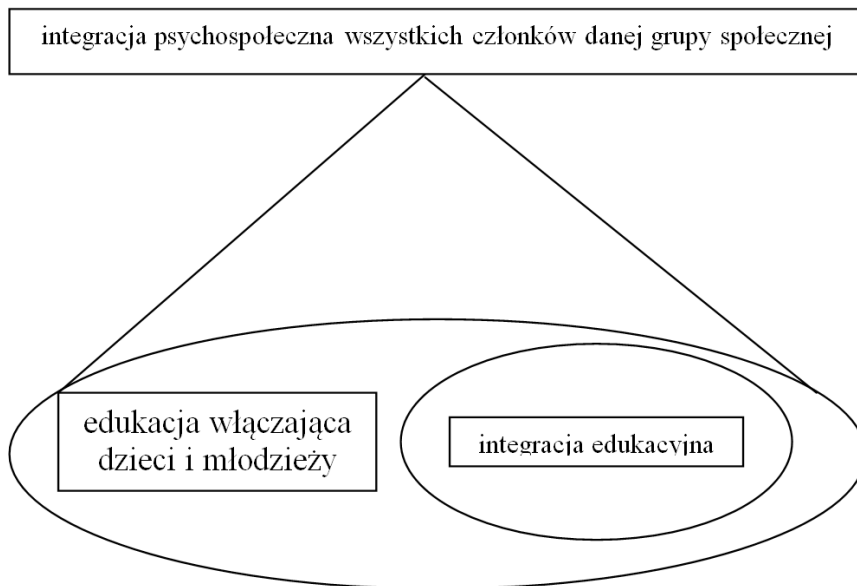 integracja psychospołeczna wszystkich członków danej grupy społecznej
edukacja włączająca
dzieci i młodzieży
integracja edukacyjna